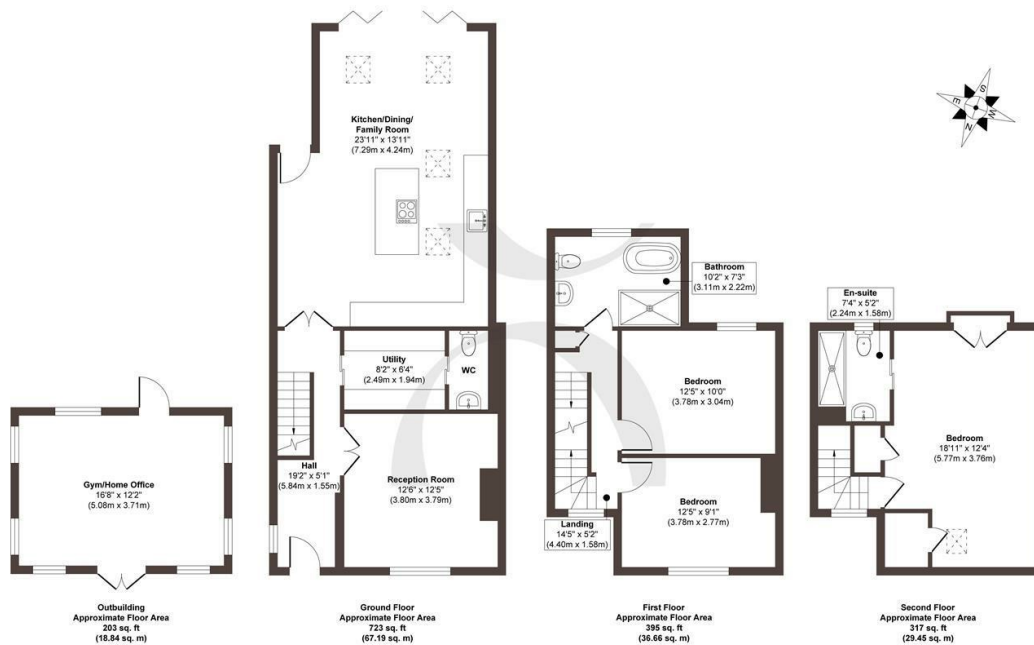 Kitchen/Dining/
Family Room
23'11" x 13'11"
(7.29m x 4.24m)
S
E
W
N
Bathroom
10'2" x 7'3"
(3.11m x 2.22m)
En-suite
7'4" x 5'2"
(2.24m x 1.58m)
Utility
8'2" x 6'4"
(2.49m x 1.94m)
WC
Bedroom
12'5" x 10'0"
(3.78m x 3.04m)
Bedroom
18'11" x 12'4"
(5.77m x 3.76m)
Hall
19'2" x 5'1"
(5.84m x 1.55m)
Reception Room
12'6" x 12'5"
(3.80m x 3.79m)
Gym/Home Office
16'8" x 12'2"
(5.08m x 3.71m)
Bedroom
12'5" x 9'1"
(3.78m x 2.77m)
Landing
14'5" x 5'2"
(4.40m x 1.58m)
Outbuilding
Approximate Floor Area
203 sq. ft
(18.84 sq. m)
Ground Floor
Approximate Floor Area
723 sq. ft
(67.19 sq. m)
First Floor
Approximate Floor Area
395 sq. ft
(36.66 sq. m)
Second Floor
Approximate Floor Area
317 sq. ft
(29.45 sq. m)